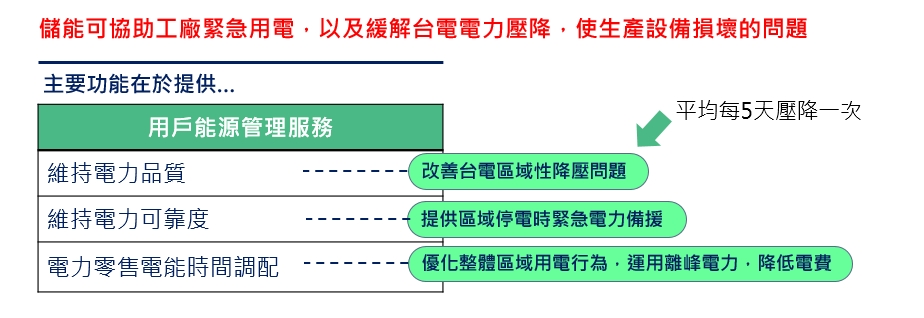 儲能可協助工廠緊急用電，以及緩解台電電力壓降，使生產設備損壞的問題
主要功能在於提供...
平均每5天壓降一次
用戶能源管理服務
維持電力品質
改善台電區域性降壓問題
維持電力可靠度
提供區域停電時緊急電力備援
電力零售電能時間調配
優化整體區域用電行為，運用離峰電力，降低電費